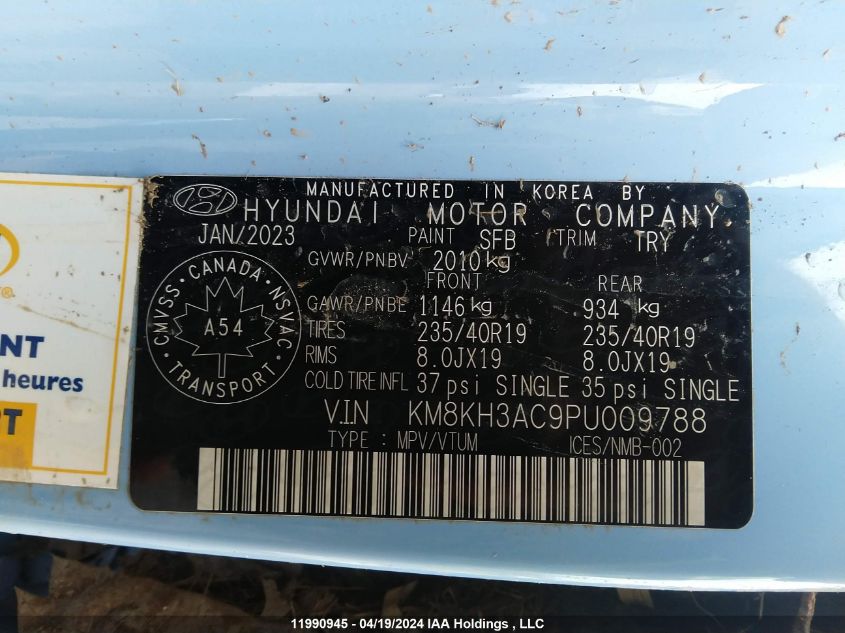 MANUFACTURED IN KOREA BY
HYUNDAI MOTOR COMPANY
JAN/2023 PAINT SFB /TRIM TRY
GVWR/PNBV 2010 kg
FRONT REAR
GAWR/PNBE 1146 kg 934 kg
TIRES 235/40R19 235/40R19
RIMS 8.0JX19 8.0JX19
COLD TIRE INFL 37 psi SINGLE 35 psi SINGLE
V.I.N KM8KH3AC9PU009788
TYPE : MPV/VTUM ICES/NMB-002
CMVSS · CANADA · NSVAC
A54
TRANSPORT
®
NT
heures
PT
11990945 - 04/19/2024 IAA Holdings , LLC